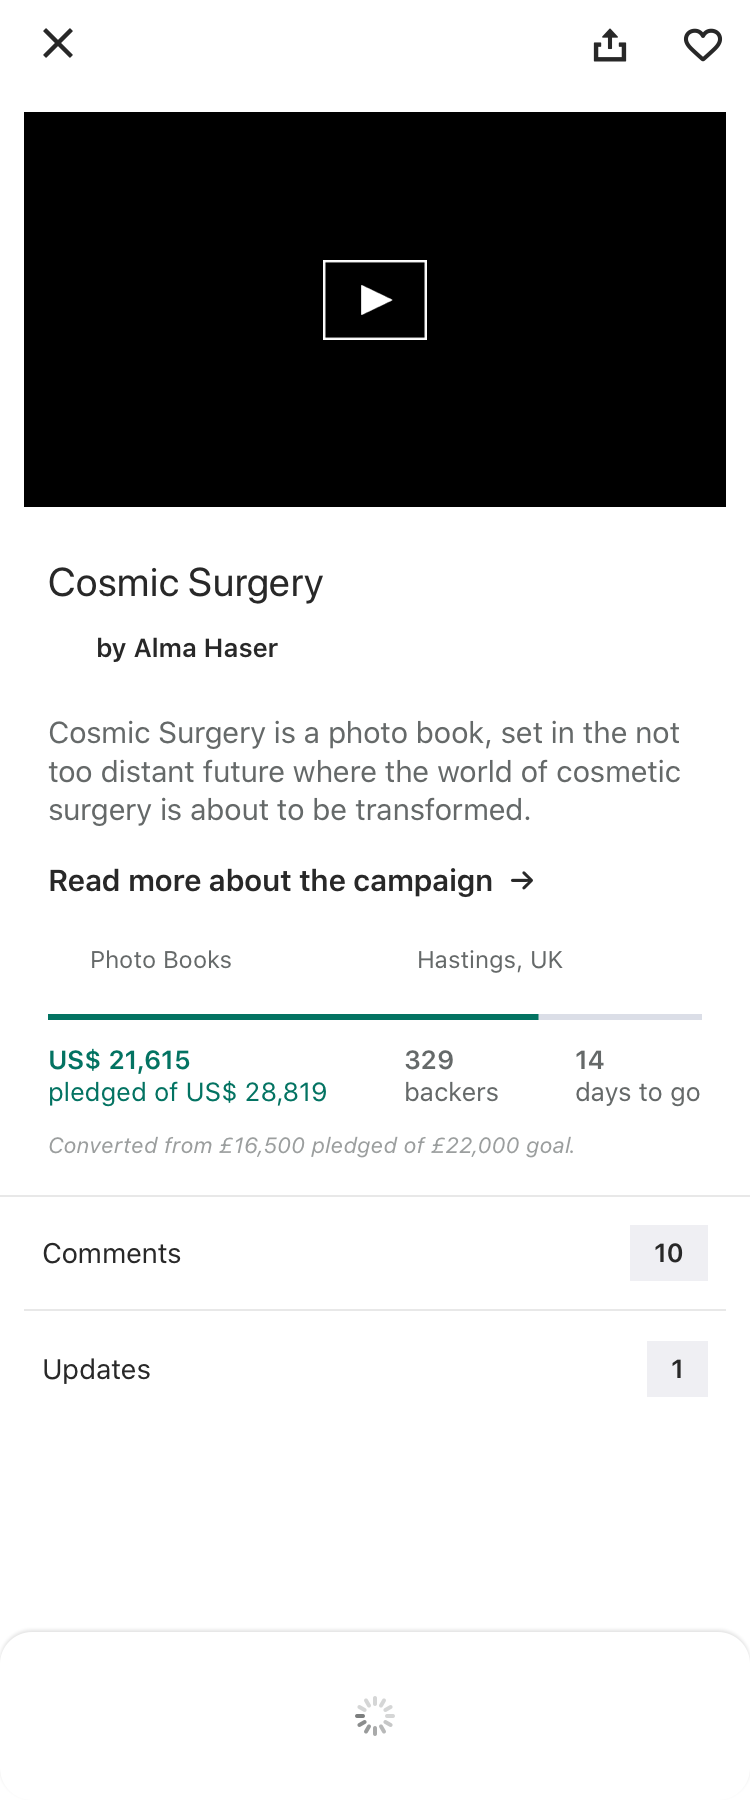 Cosmic Surgery
by Alma Haser
Cosmic Surgery is a photo book, set in the not
too distant future where the world of cosmetic
surgery is about to be transformed.
Read more about the campaign →
Photo Books
Hastings, UK
US$ 21,615
pledged of US$ 28,819
329
backers
14
days to go
Converted from £16,500 pledged of £22,000 goal.
Comments
10
Updates
1